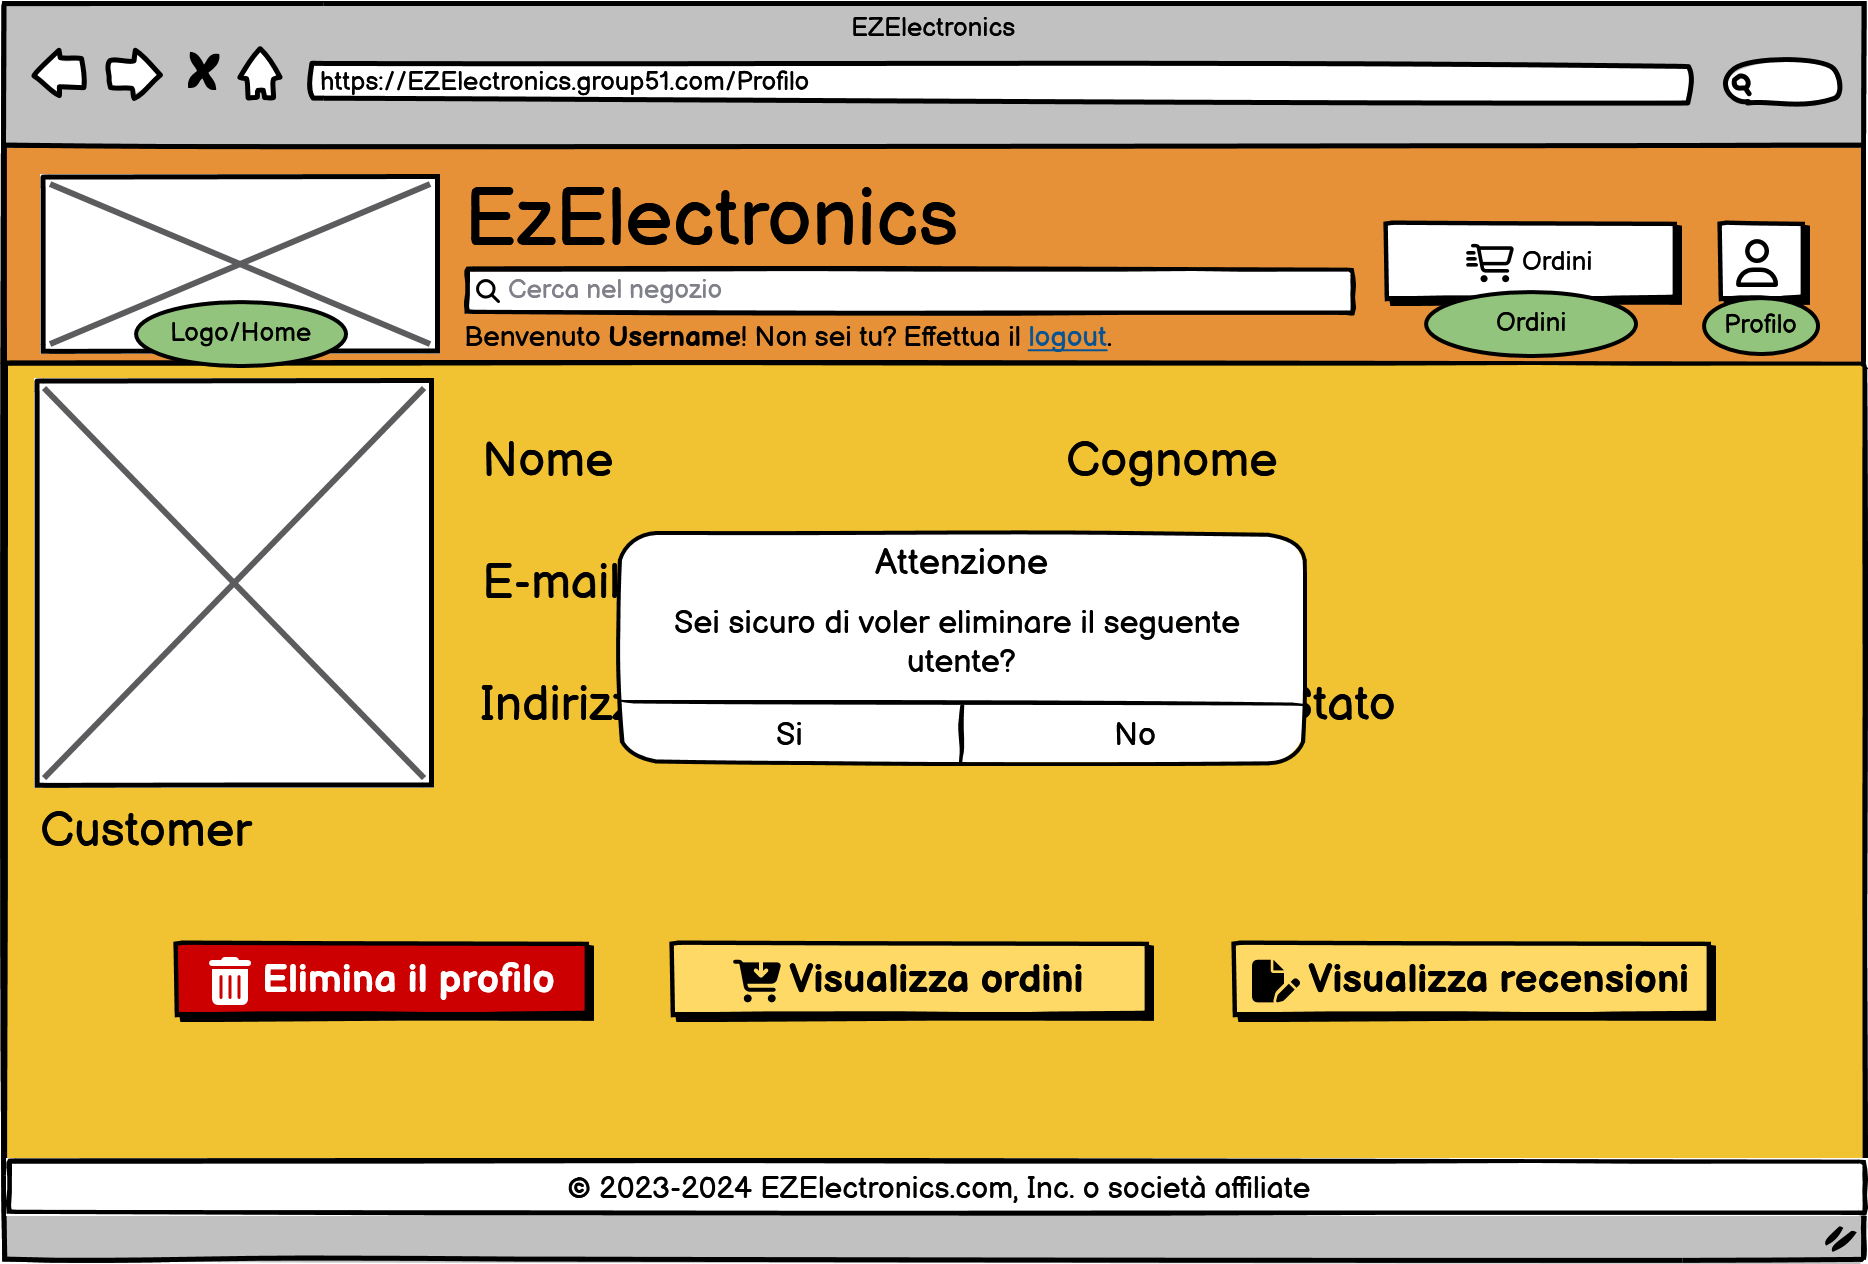 EZElectronics
https://EZElectronics.group51.com/Profilo
EzElectronics
Cerca nel negozio
Benvenuto Username! Non sei tu? Effettua il logout.
Logo/Home
Ordini
Ordini
Profilo
Nome
Cognome
E-mail
Attenzione
Sei sicuro di voler eliminare il seguente
utente?
Si
No
Customer
Elimina il profilo
Visualizza ordini
Visualizza recensioni
© 2023-2024 EZElectronics.com, Inc. o società affiliate